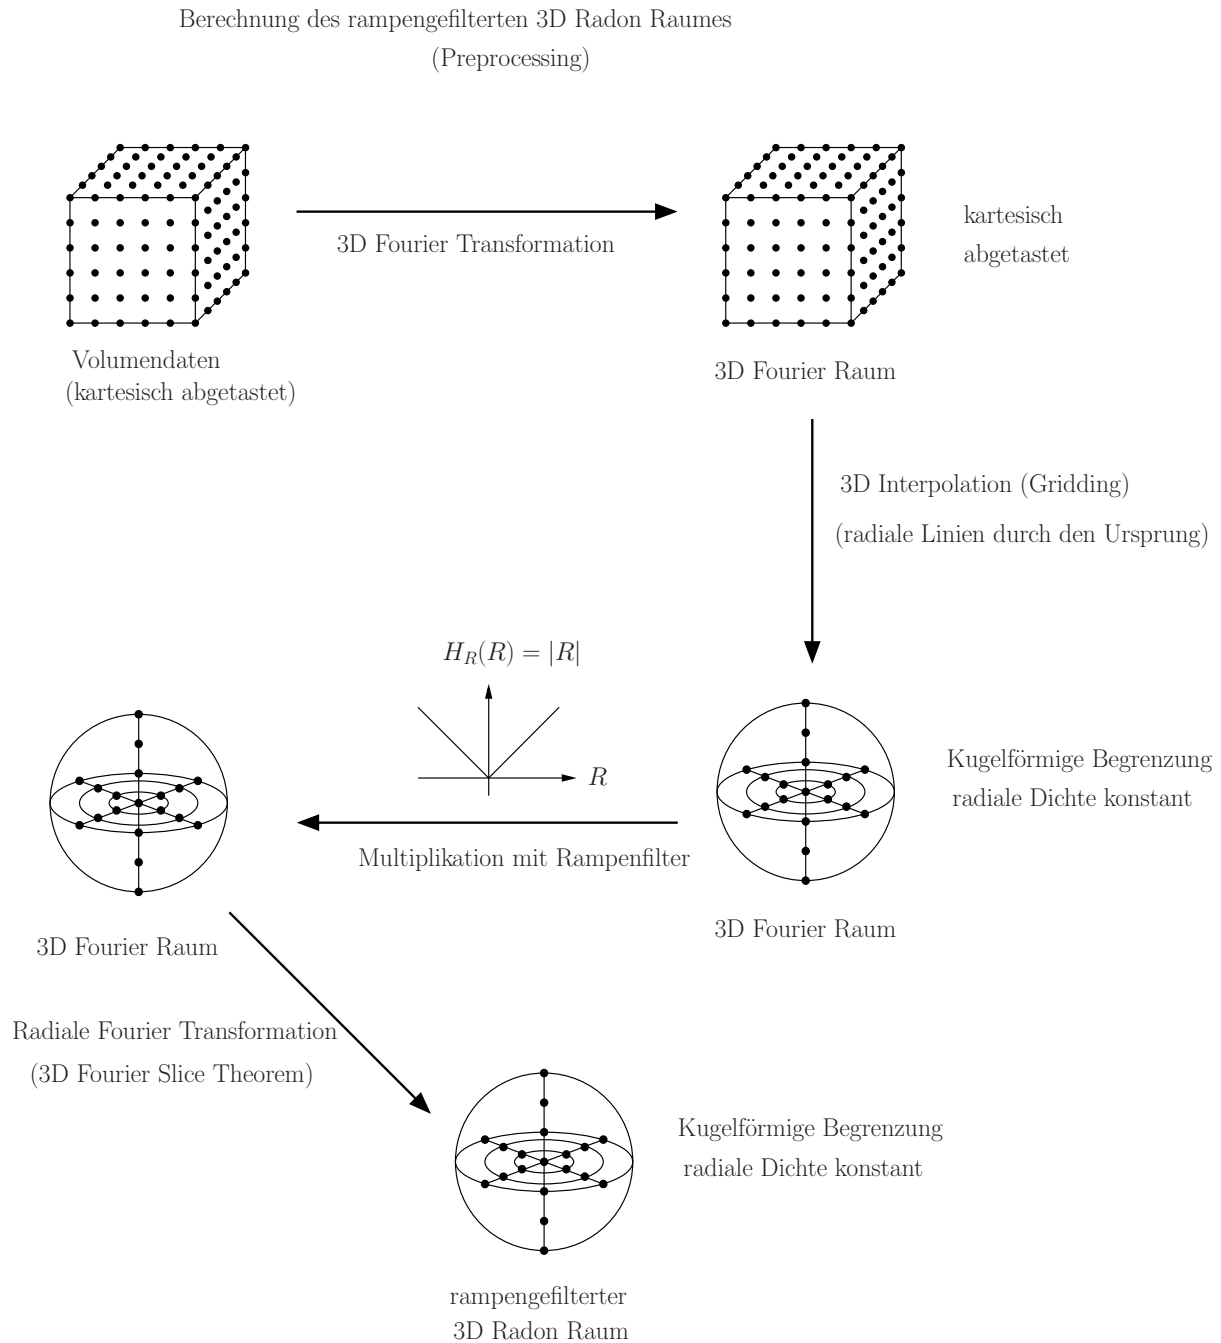 Berechnung des rampengefilterten 3D Radon Raumes
(Preprocessing)
3D Fourier Transformation
kartesisch
abgetastet
Volumendaten
(kartesisch abgetastet)
3D Fourier Raum
3D Interpolation (Gridding)
(radiale Linien durch den Ursprung)
H_R(R) = |R|
R
Multiplikation mit Rampenfilter
Kugelförmige Begrenzung
radiale Dichte konstant
3D Fourier Raum
3D Fourier Raum
Radiale Fourier Transformation
(3D Fourier Slice Theorem)
Kugelförmige Begrenzung
radiale Dichte konstant
rampengefilterter
3D Radon Raum